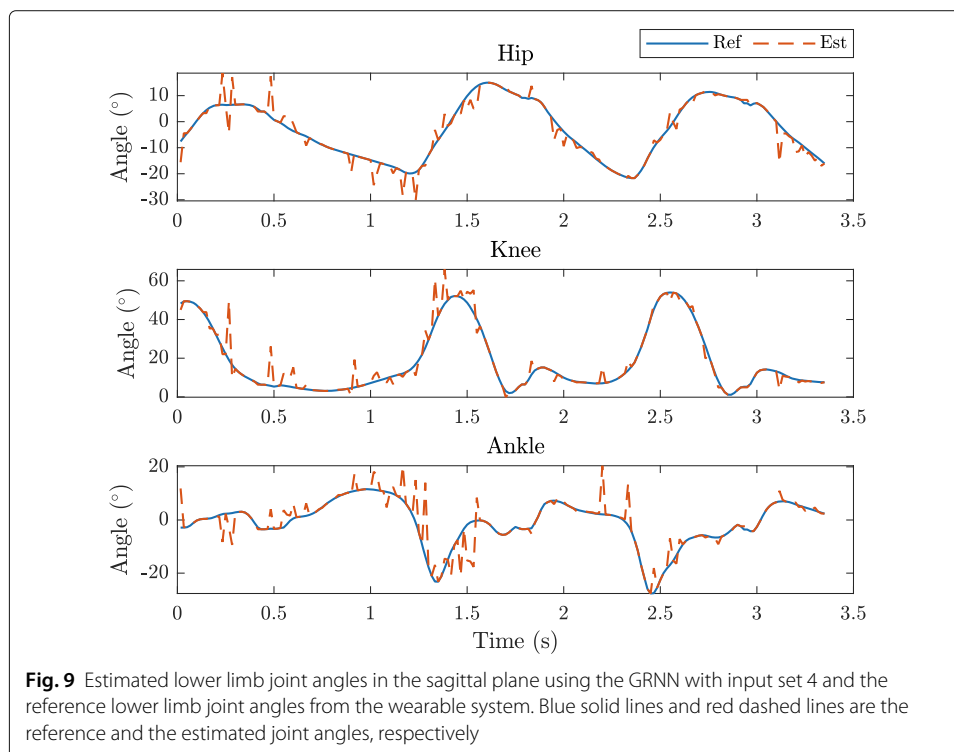 Hip
Ref Est
Angle (°)
10
0
-10
-20
-30
0 0.5 1 1.5 2 2.5 3 3.5
Knee
Angle (°)
60
40
20
0
0 0.5 1 1.5 2 2.5 3 3.5
Ankle
Angle (°)
20
0
-20
0 0.5 1 1.5 2 2.5 3 3.5
Time (s)
Fig. 9 Estimated lower limb joint angles in the sagittal plane using the GRNN with input set 4 and the
reference lower limb joint angles from the wearable system. Blue solid lines and red dashed lines are the
reference and the estimated joint angles, respectively